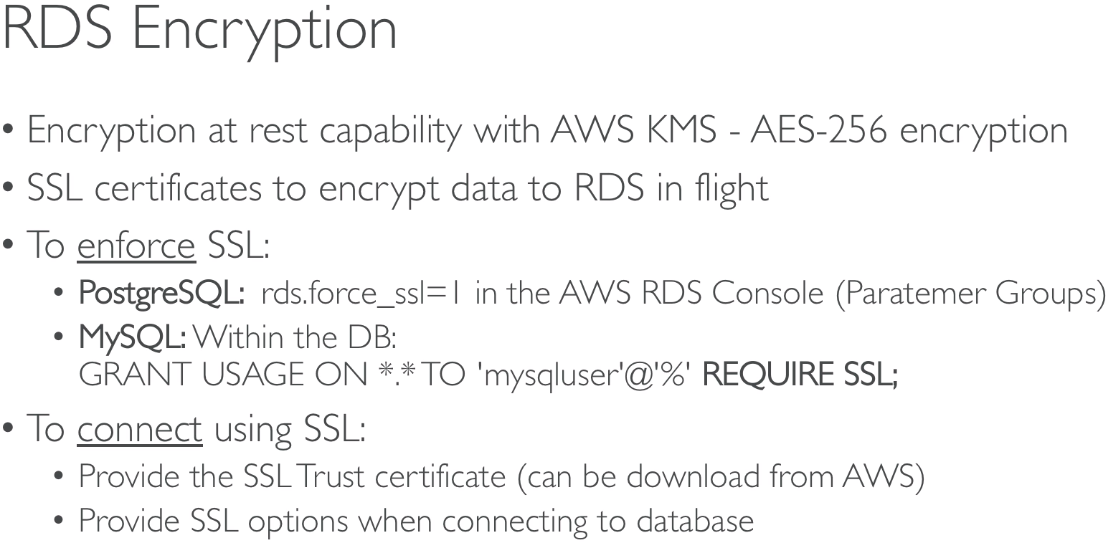 RDS Encryption
• Encryption at rest capability with AWS KMS - AES-256 encryption
• SSL certificates to encrypt data to RDS in flight
• To enforce SSL:
• PostgreSQL: rds.force_ssl=1 in the AWS RDS Console (Paratemer Groups)
• MySQL: Within the DB:
GRANT USAGE ON *.* TO 'mysqluser'@'%' REQUIRE SSL;
• To connect using SSL:
• Provide the SSL Trust certificate (can be download from AWS)
• Provide SSL options when connecting to database